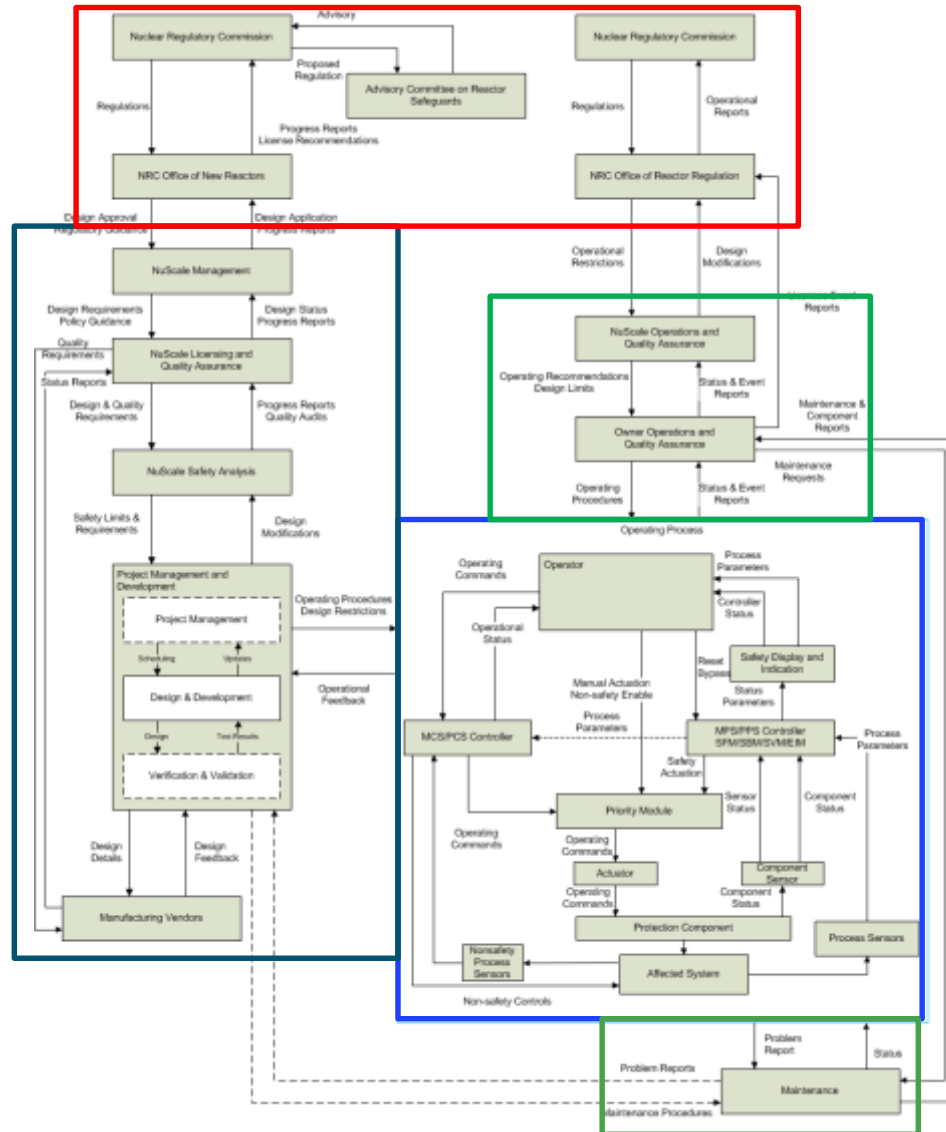 Advisory
Nuclear Regulatory Commission
Proposed
Regulation
Advisory Committee on Reactor
Safeguards
Regulations
Progress Reports
License Recommendations
NRC Office of New Reactors
Nuclear Regulatory Commission
Regulations
Operational
Reports
NRC Office of Reactor Regulation
Design Approval
Regulatory Guidance
Design Application
Progress Reports
NuScale Management
Design Requirements
Policy Guidance
Design Status
Progress Reports
Quality
Requirements
NuScale Licensing and
Quality Assurance
Status Reports
Design & Quality
Requirements
Progress Reports
Quality Audits
NuScale Safety Analysis
Safety Limits &
Requirements
Design
Modifications
Project Management and
Development
Project Management
Scheduling
Updates
Design & Development
Design
Test Results
Verification & Validation
Operating Procedures
Design Restrictions
Operational
Feedback
Design
Details
Design
Feedback
Manufacturing Vendors
Operational
Restrictions
Design
Modifications
Licensee Event
Reports
NuScale Operations and
Quality Assurance
Operating Recommendations
Design Limits
Status & Event
Reports
Maintenance &
Component
Reports
Owner Operations and
Quality Assurance
Operating
Procedures
Status & Event
Reports
Maintenance
Requests
Operating Process
Operating
Commands
Operator
Process
Parameters
Operational
Status
Controller
Status
Manual Actuation
Non-safety Enable
Reset
Bypass
Safety Display and
Indication
Status
Parameters
MCS/PCS Controller
Process
Parameters
MPS/PPS Controller
SFM/SBM/SVM/EIM
Process
Parameters
Safety
Actuation
Sensor
Status
Component
Status
Priority Module
Operating
Commands
Operating
Commands
Actuator
Component
Sensor
Operating
Commands
Component
Status
Protection Component
Process Sensors
Nonsafety
Process
Sensors
Affected System
Non-safety Controls
Problem
Report
Status
Problem Reports
Maintenance
Maintenance Procedures